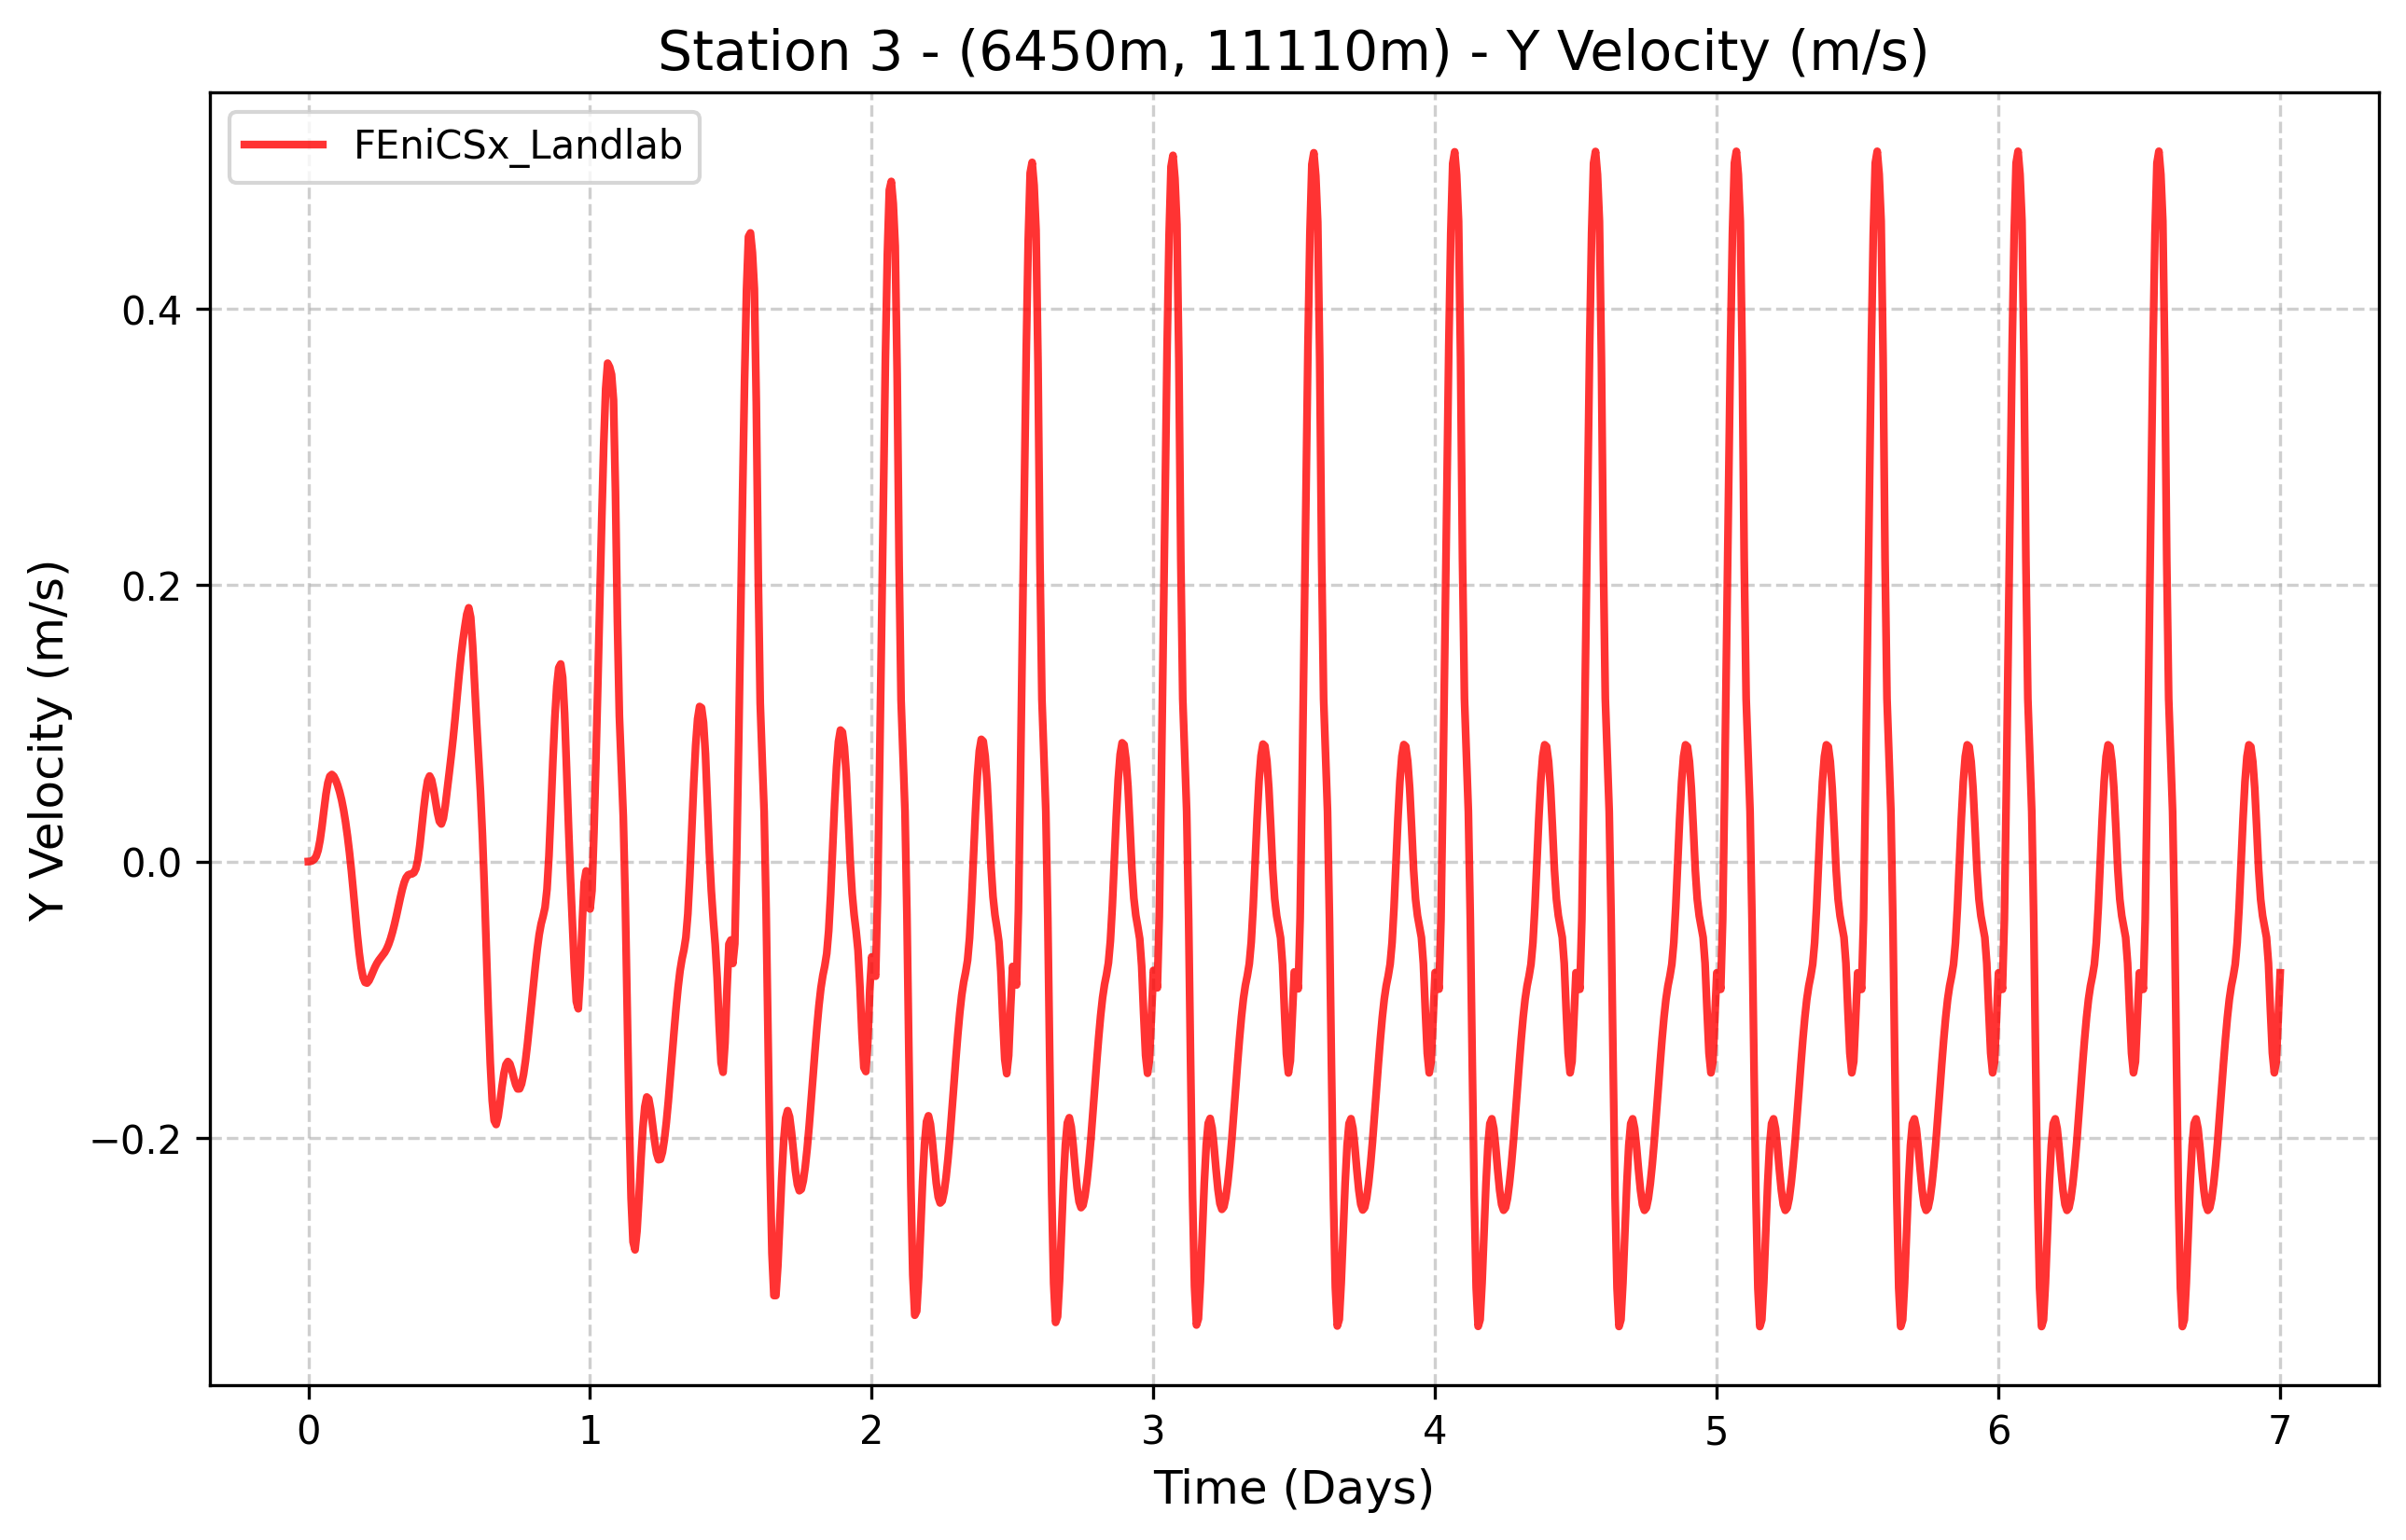 Station 3 - (6450m, 11110m) - Y Velocity (m/s)
FEniCSx_Landlab
Y Velocity (m/s)
0.4
0.2
0.0
−0.2
0 1 2 3 4 5 6 7
Time (Days)